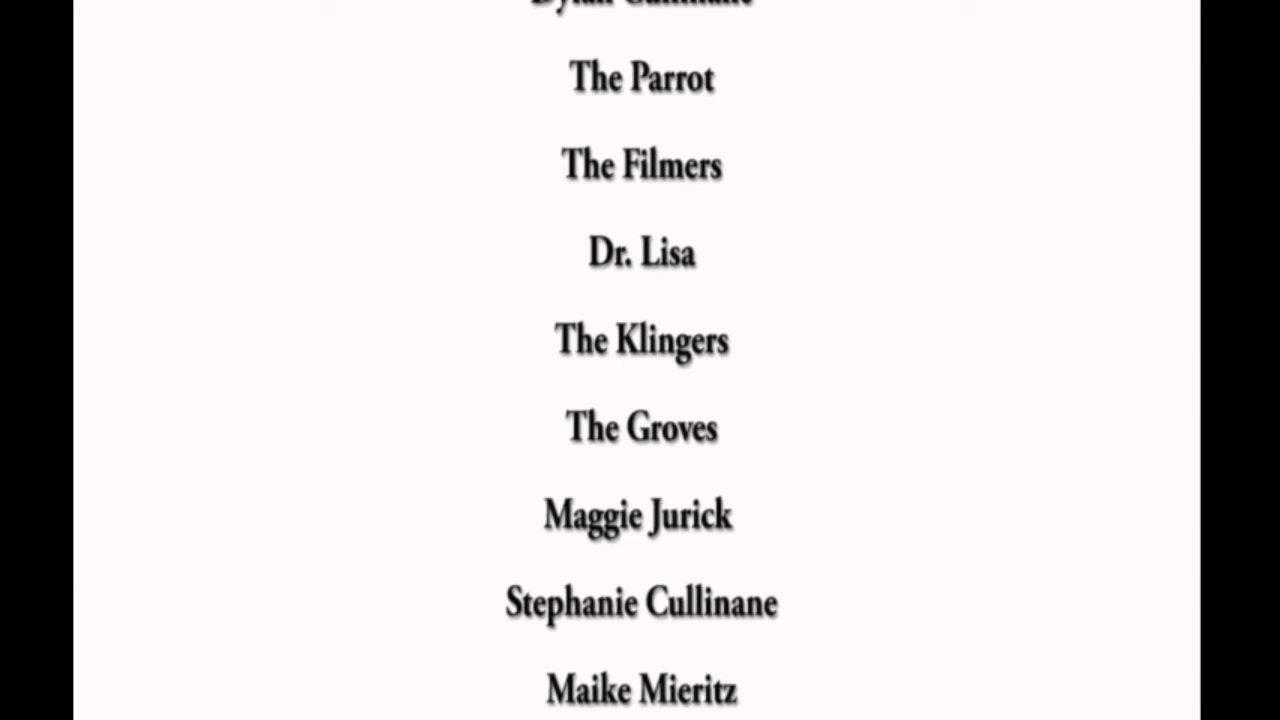 The Parrot
The Filmers
Dr. Lisa
The Klingers
The Groves
Maggie Jurick
Stephanie Cullinane
Maike Mieritz